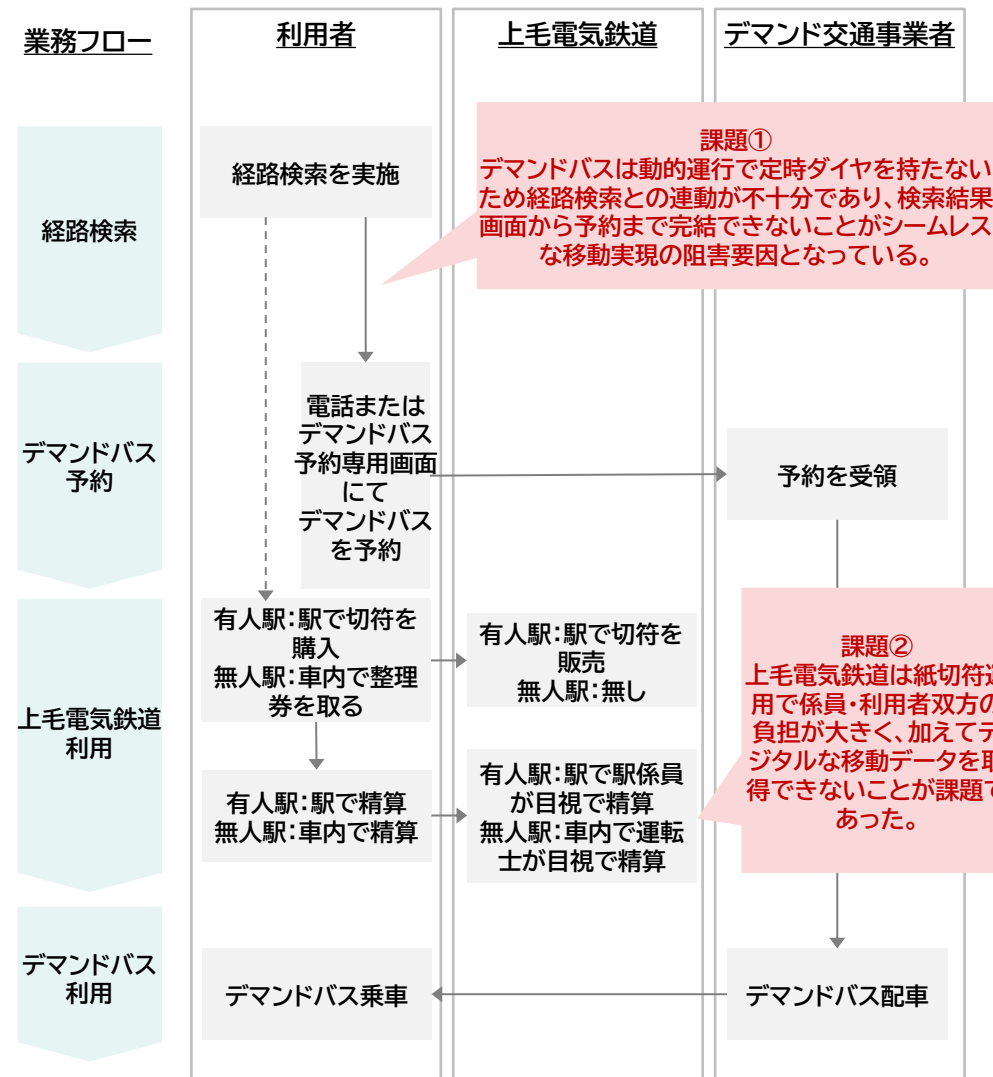 業務フロー
利用者
上毛電気鉄道
デマンド交通事業者
経路検索
経路検索を実施
課題①
デマンドバスは動的運行で定時ダイヤを持たない
ため経路検索との連動が不十分であり、検索結果
画面から予約まで完結できないことがシームレス
な移動実現の阻害要因となっている。
デマンドバス
予約
電話または
デマンドバス
予約専用画面
にて
デマンドバス
を予約
予約を受領
上毛電気鉄道
利用
有人駅：駅で切符を
購入
無人駅：車内で整理
券を取る
有人駅：駅で切符を
販売
無人駅：無し
課題②
上毛電気鉄道は紙切符運
用で係員・利用者双方の
負担が大きく、加えてデ
ジタルな移動データを取
得できないことが課題で
あった。
有人駅：駅で精算
無人駅：車内で精算
有人駅：駅で駅係員
が目視で精算
無人駅：車内で運転
士が目視で精算
デマンドバス
利用
デマンドバス乗車
デマンドバス配車